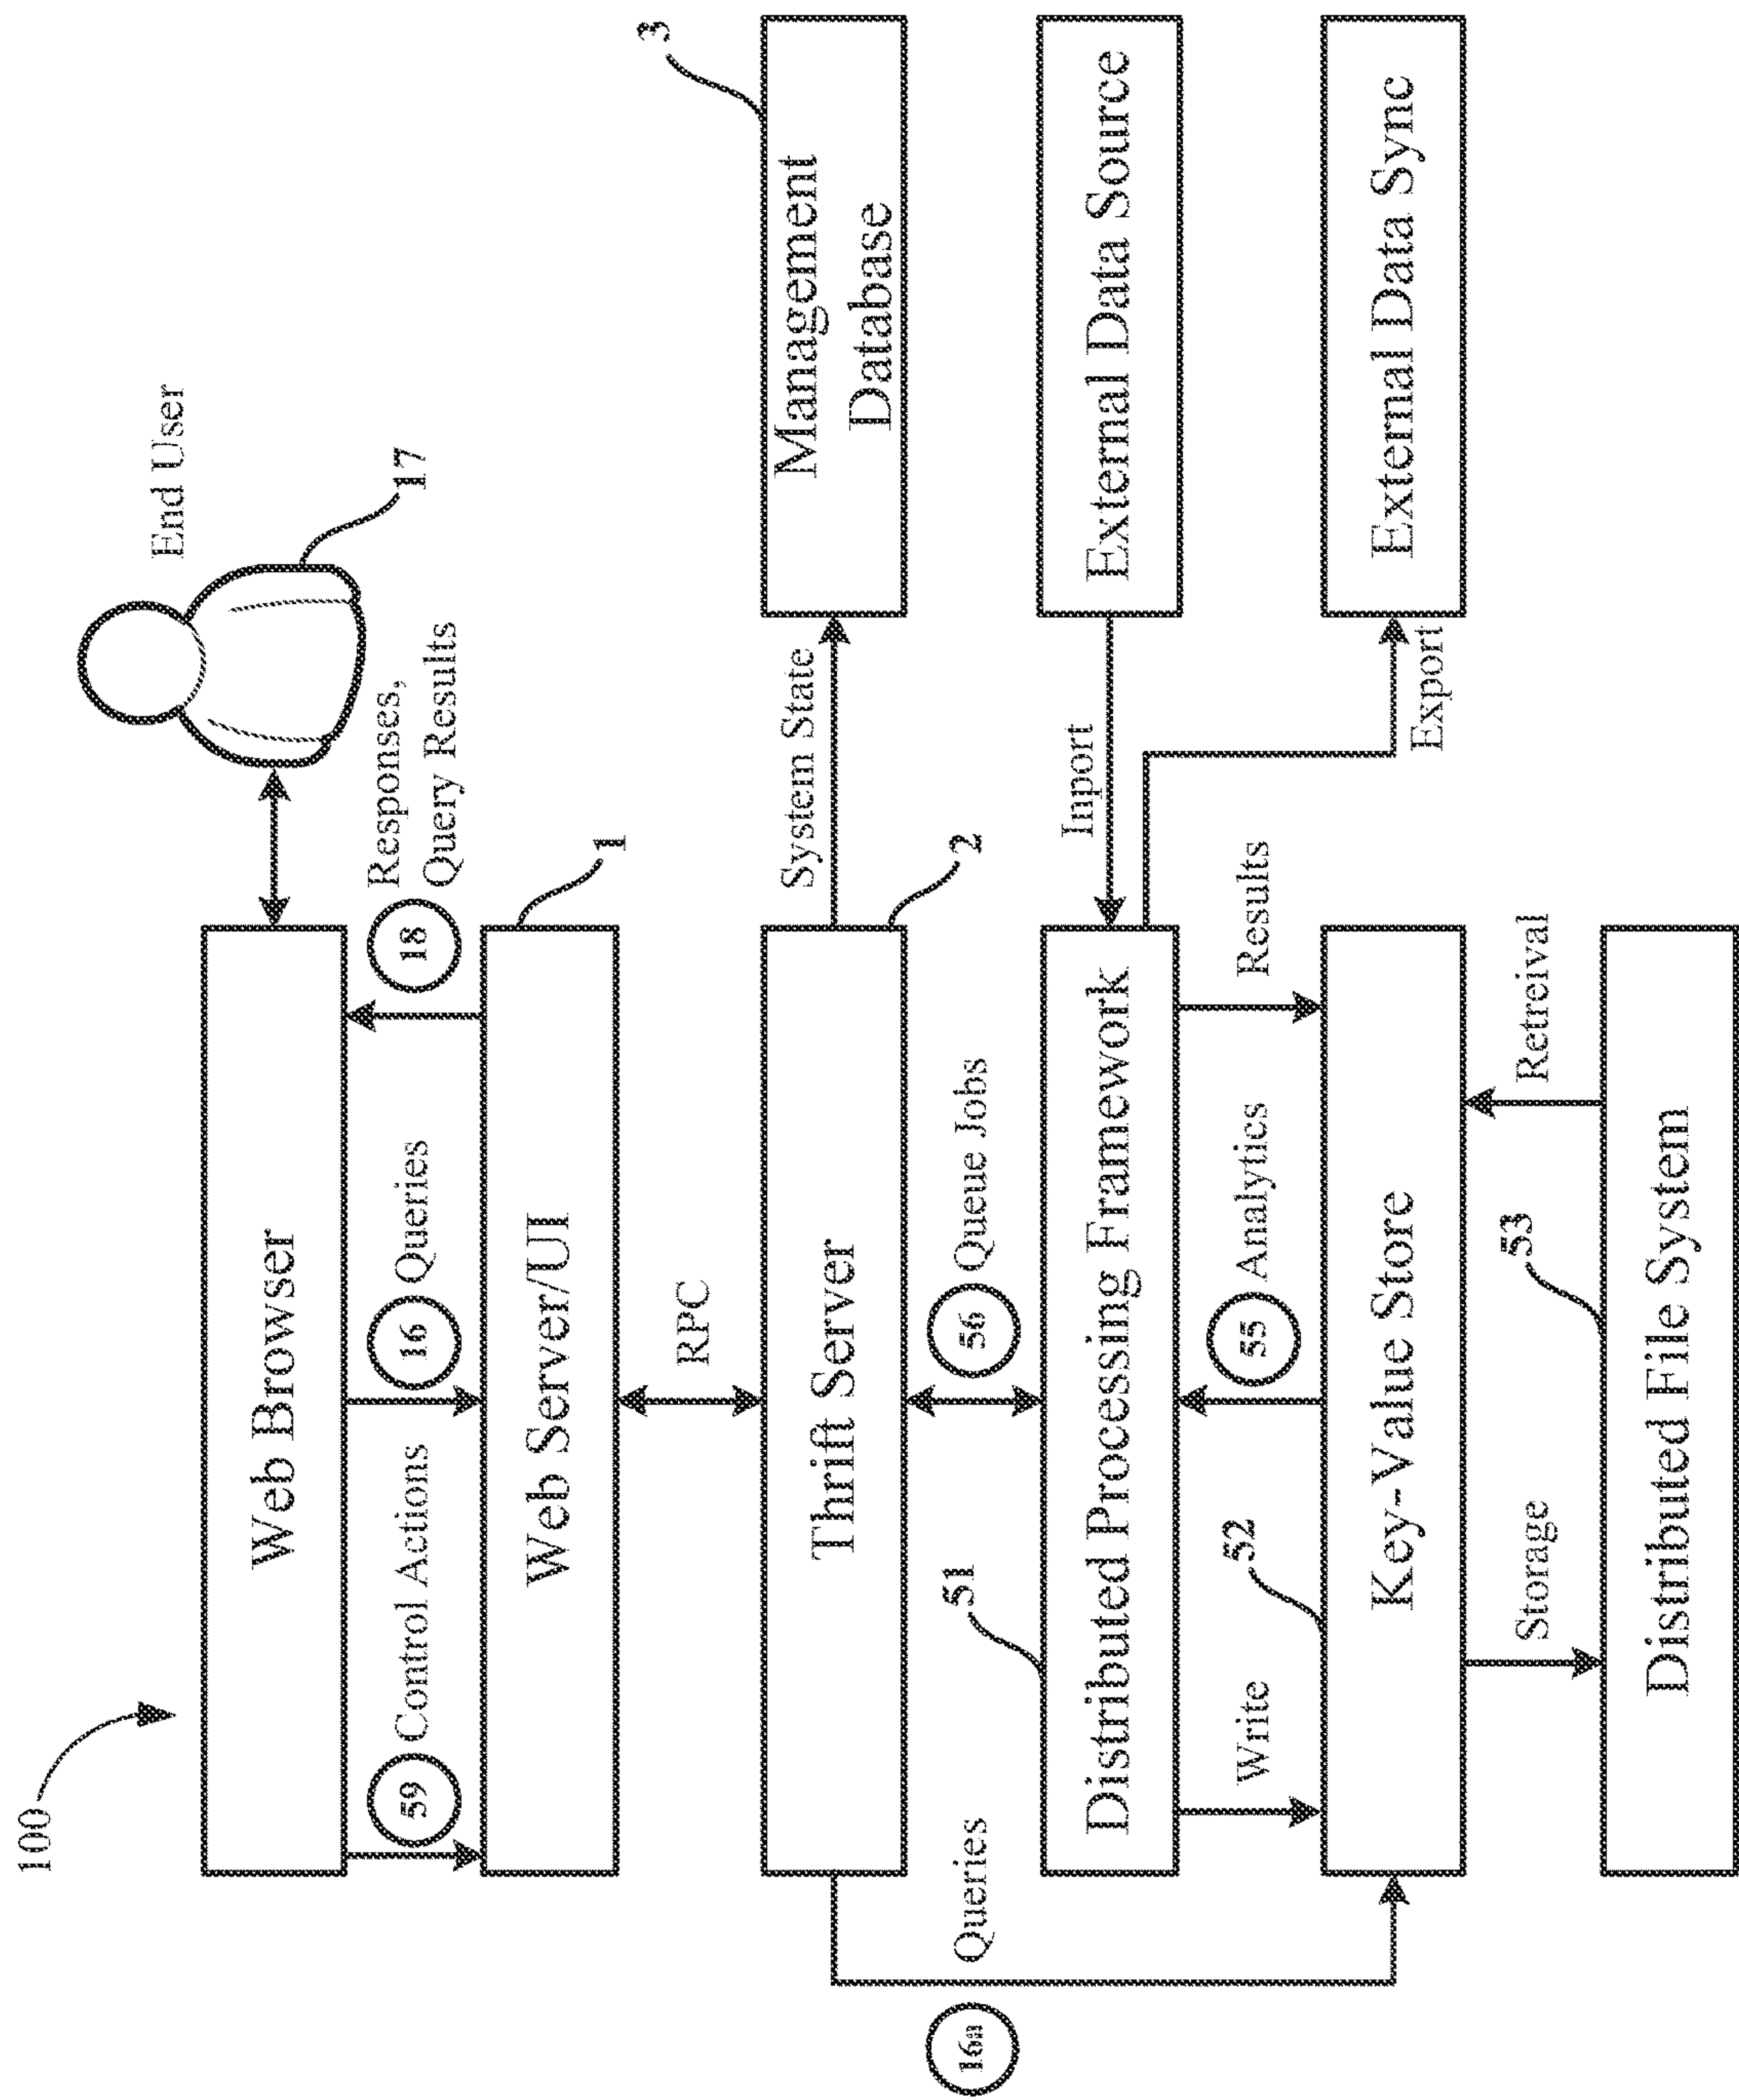 100
End User
17
Web Browser
59
Control Actions
16
Queries
18
Responses,
Query Results
Web Server/UI
1
RPC
3
Thrift Server
2
System State
Management
Database
16a
Queries
51
56
Queue Jobs
Inport
External Data Source
Distributed Processing Framework
Export
External Data Sync
Write
52
55
Analytics
Results
Key-Value Store
Storage
53
Retreival
Distributed File System